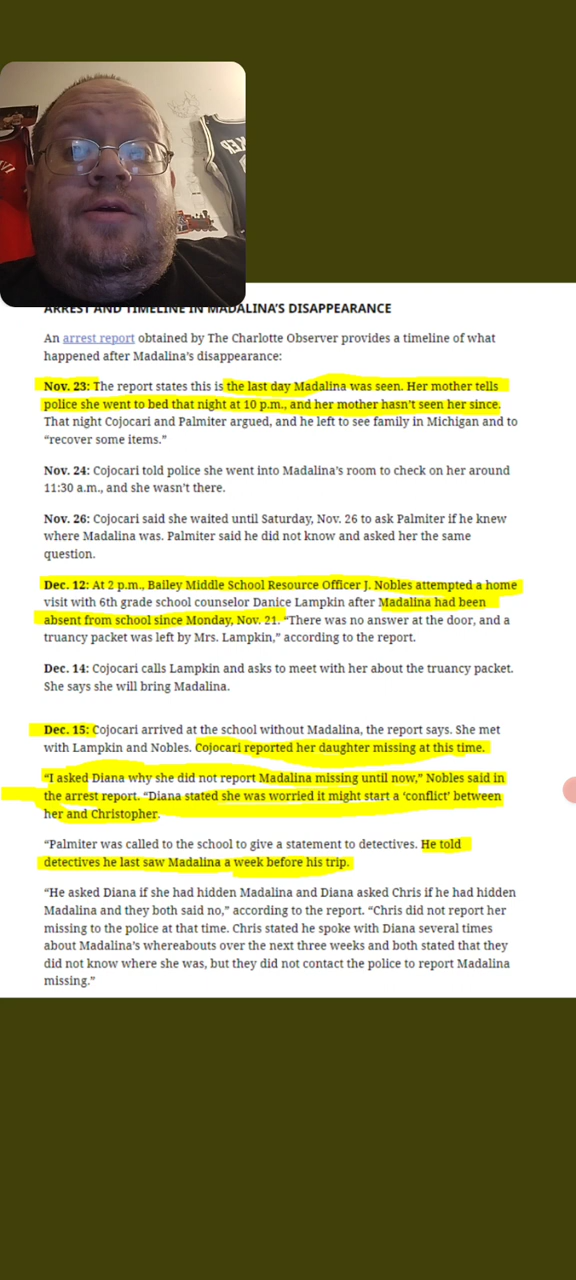 ARREST AND TIMELINE IN MADALINA'S DISAPPEARANCE
An arrest report obtained by The Charlotte Observer provides a timeline of what
happened after Madalina's disappearance:
Nov. 23: The report states this is the last day Madalina was seen. Her mother tells
police she went to bed that night at 10 p.m., and her mother hasn't seen her since.
That night Cojocari and Palmiter argued, and he left to see family in Michigan and to
“recover some items.”
Nov. 24: Cojocari told police she went into Madalina's room to check on her around
11:30 a.m., and she wasn't there.
Nov. 26: Cojocari said she waited until Saturday, Nov. 26 to ask Palmiter if he knew
where Madalina was. Palmiter said he did not know and asked her the same
question.
Dec. 12: At 2 p.m., Bailey Middle School Resource Officer J. Nobles attempted a home
visit with 6th grade school counselor Danice Lampkin after Madalina had been
absent from school since Monday, Nov. 21. “There was no answer at the door, and a
truancy packet was left by Mrs. Lampkin,” according to the report.
Dec. 14: Cojocari calls Lampkin and asks to meet with her about the truancy packet.
She says she will bring Madalina.
Dec. 15: Cojocari arrived at the school without Madalina, the report says. She met
with Lampkin and Nobles. Cojocari reported her daughter missing at this time.
“I asked Diana why she did not report Madalina missing until now,” Nobles said in
the arrest report. “Diana stated she was worried it might start a ‘conflict’ between
her and Christopher.
“Palmiter was called to the school to give a statement to detectives. He told
detectives he last saw Madalina a week before his trip.
“He asked Diana if she had hidden Madalina and Diana asked Chris if he had hidden
Madalina and they both said no,” according to the report. “Chris did not report her
missing to the police at that time. Chris stated he spoke with Diana several times
about Madalina's whereabouts over the next three weeks and both stated that they
did not know where she was, but they did not contact the police to report Madalina
missing.”